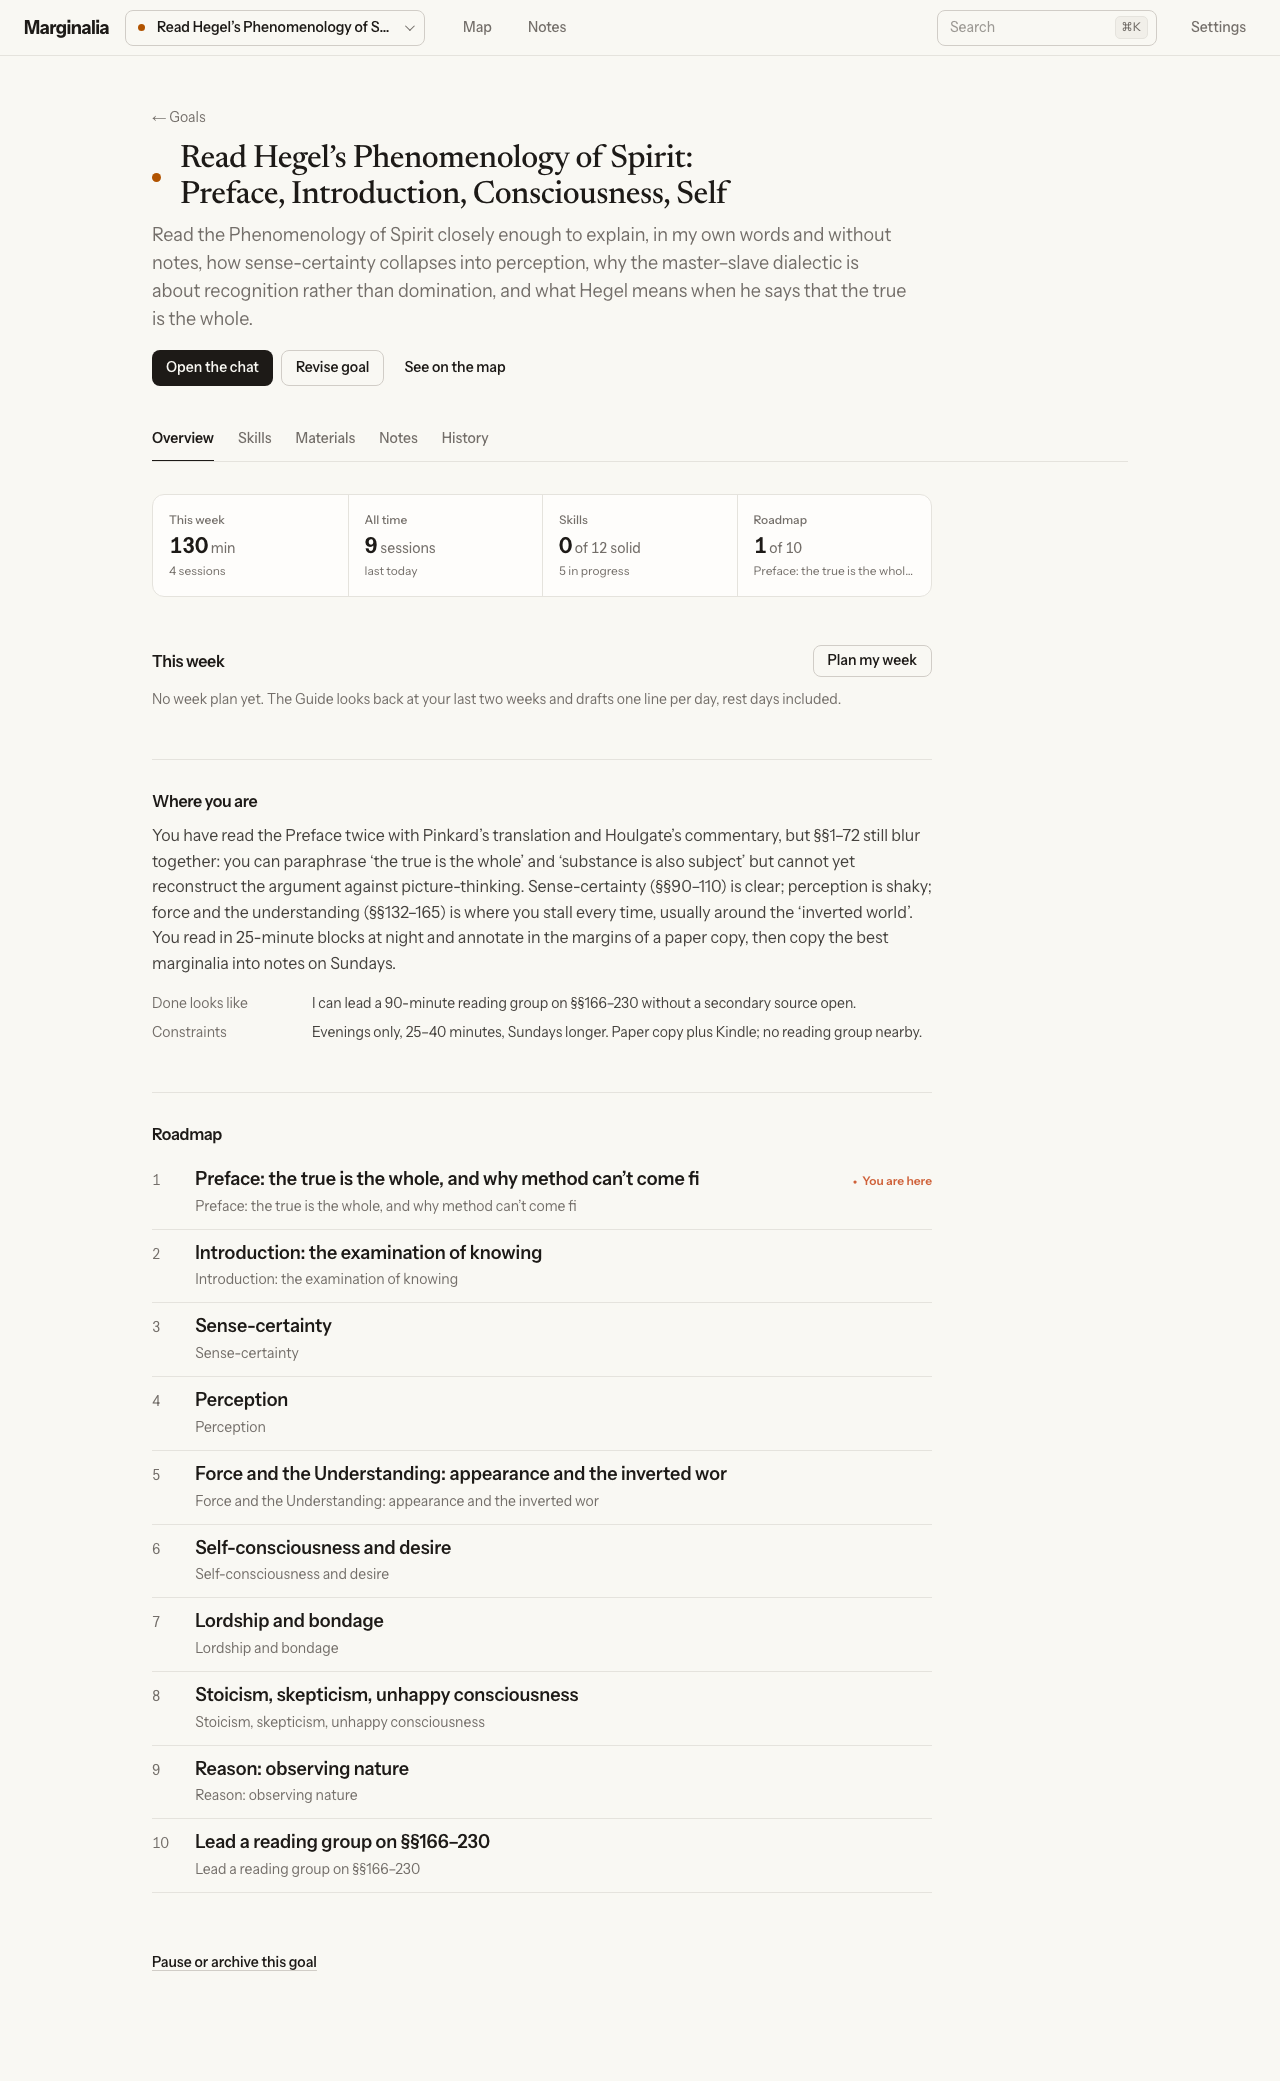 Marginalia
Read Hegel’s Phenomenology of S...
Map
Notes
Search
⌘K
Settings
← Goals
Read Hegel’s Phenomenology of Spirit:
Preface, Introduction, Consciousness, Self
Read the Phenomenology of Spirit closely enough to explain, in my own words and without
notes, how sense-certainty collapses into perception, why the master–slave dialectic is
about recognition rather than domination, and what Hegel means when he says that the true
is the whole.
Open the chat
Revise goal
See on the map
Overview
Skills
Materials
Notes
History
This week
130 min
4 sessions
All time
9 sessions
last today
Skills
0 of 12 solid
5 in progress
Roadmap
1 of 10
Preface: the true is the whol...
This week
Plan my week
No week plan yet. The Guide looks back at your last two weeks and drafts one line per day, rest days included.
Where you are
You have read the Preface twice with Pinkard’s translation and Houlgate’s commentary, but §§1–72 still blur
together: you can paraphrase ‘the true is the whole’ and ‘substance is also subject’ but cannot yet
reconstruct the argument against picture-thinking. Sense-certainty (§§90–110) is clear; perception is shaky;
force and the understanding (§§132–165) is where you stall every time, usually around the ‘inverted world’.
You read in 25-minute blocks at night and annotate in the margins of a paper copy, then copy the best
marginalia into notes on Sundays.
Done looks like
I can lead a 90-minute reading group on §§166–230 without a secondary source open.
Constraints
Evenings only, 25–40 minutes, Sundays longer. Paper copy plus Kindle; no reading group nearby.
Roadmap
1
Preface: the true is the whole, and why method can’t come fi
• You are here
Preface: the true is the whole, and why method can’t come fi
2
Introduction: the examination of knowing
Introduction: the examination of knowing
3
Sense-certainty
Sense-certainty
4
Perception
Perception
5
Force and the Understanding: appearance and the inverted wor
Force and the Understanding: appearance and the inverted wor
6
Self-consciousness and desire
Self-consciousness and desire
7
Lordship and bondage
Lordship and bondage
8
Stoicism, skepticism, unhappy consciousness
Stoicism, skepticism, unhappy consciousness
9
Reason: observing nature
Reason: observing nature
10
Lead a reading group on §§166–230
Lead a reading group on §§166–230
Pause or archive this goal